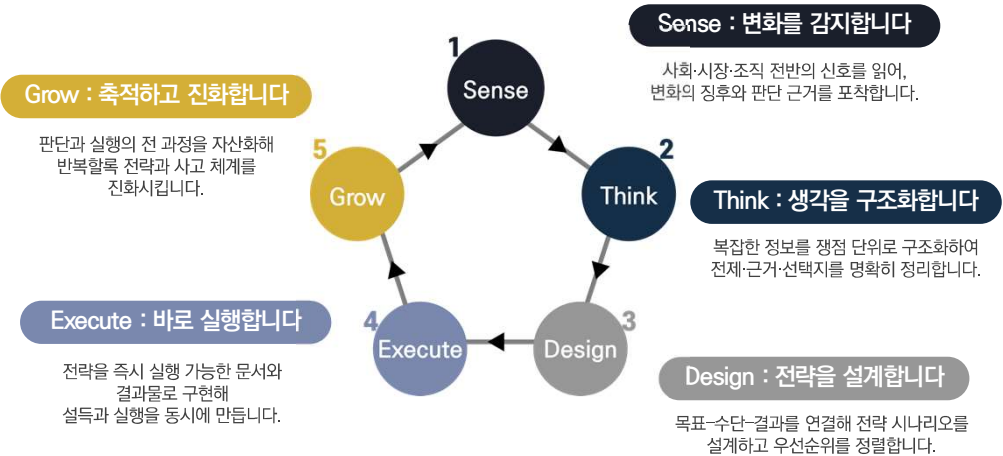 1
Sense
Sense : 변화를 감지합니다
사회·시장·조직 전반의 신호를 읽어,
변화의 징후와 판단 근거를 포착합니다.
2
Think
Think : 생각을 구조화합니다
복잡한 정보를 쟁점 단위로 구조화하여
전제·근거·선택지를 명확히 정리합니다.
3
Design
Design : 전략을 설계합니다
목표-수단-결과를 연결해 전략 시나리오를
설계하고 우선순위를 정렬합니다.
4
Execute
Execute : 바로 실행합니다
전략을 즉시 실행 가능한 문서와
결과물로 구현해
설득과 실행을 동시에 만듭니다.
5
Grow
Grow : 축적하고 진화합니다
판단과 실행의 전 과정을 자산화해
반복할록 전략과 사고 체계를
진화시킵니다.